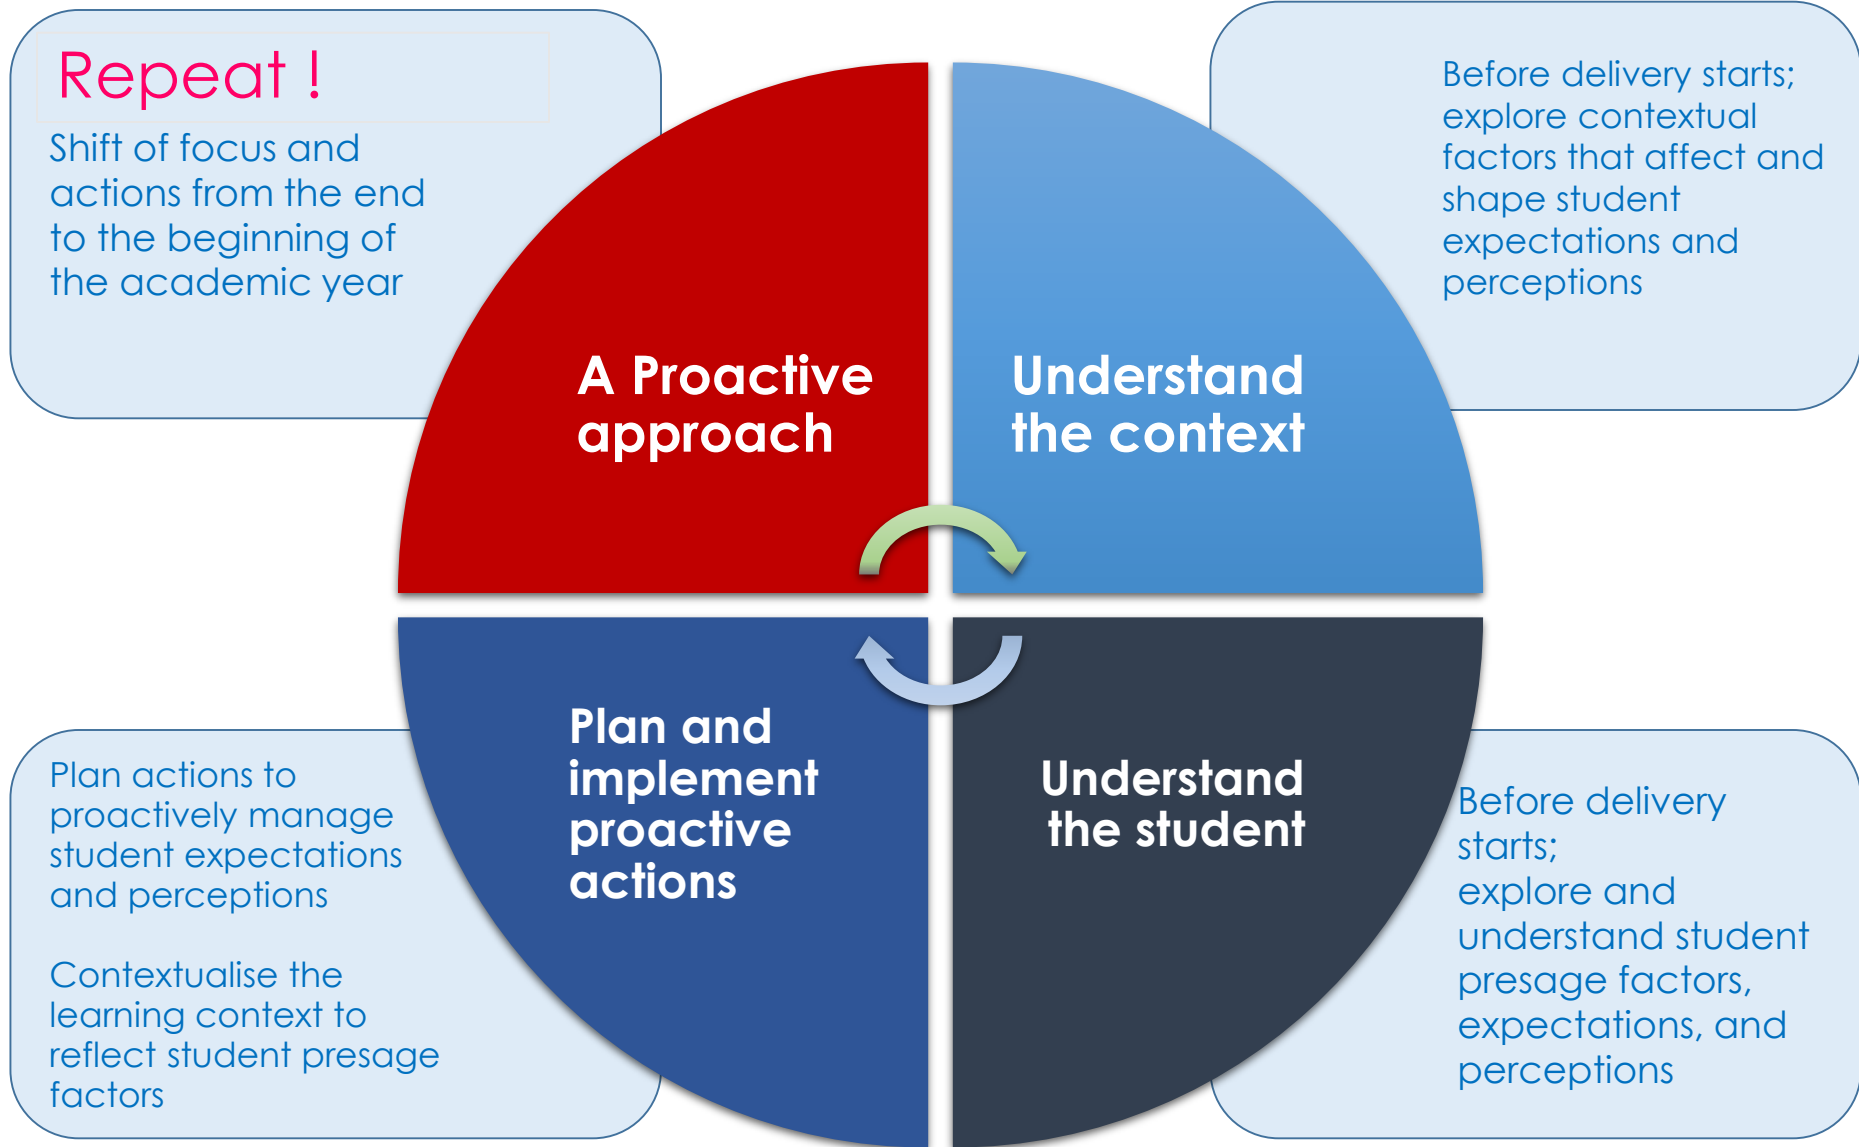 Repeat !
Shift of focus and
actions from the end
to the beginning of
the academic year
A Proactive
approach
Understand
the context
Before delivery starts;
explore contextual
factors that affect and
shape student
expectations and
perceptions
Plan actions to
proactively manage
student expectations
and perceptions
Contextualise the
learning context to
reflect student presage
factors
Plan and
implement
proactive
actions
Understand
the student
Before delivery
starts;
explore and
understand student
presage factors,
expectations, and
perceptions